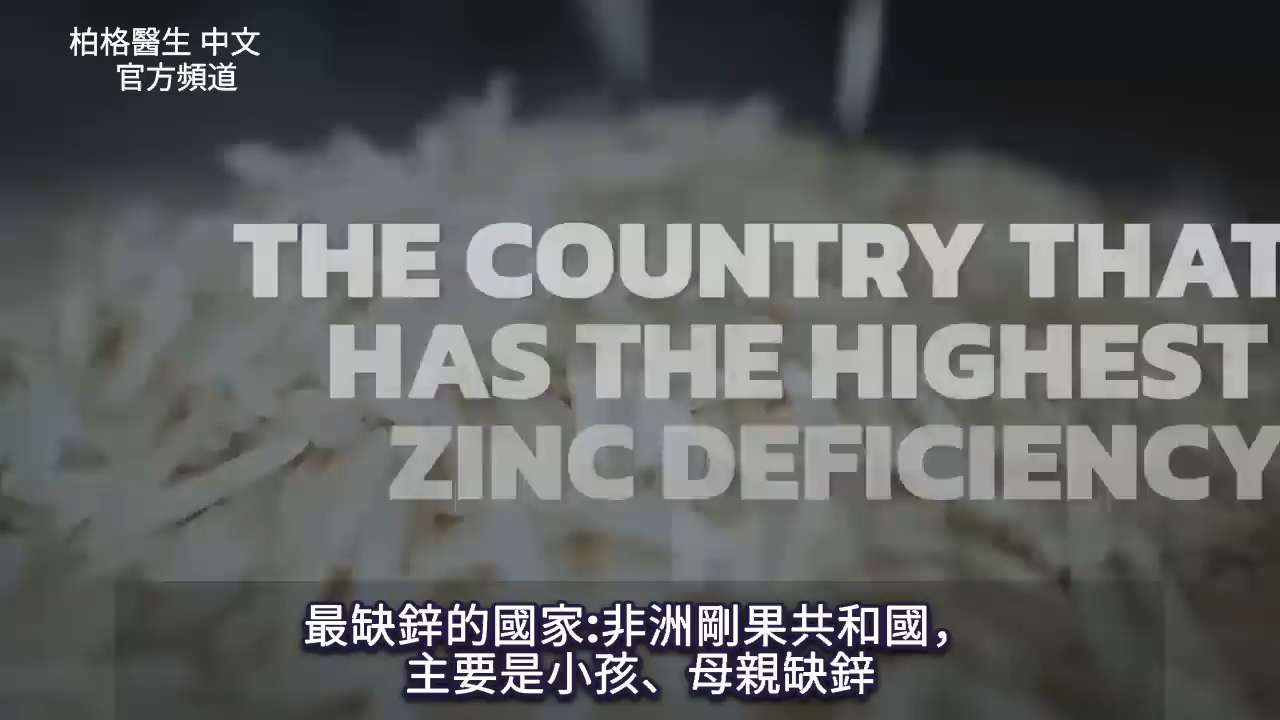 柏格醫生 中文
官方頻道
THE COUNTRY THAT
HAS THE HIGHEST
ZINC DEFICIENCY
最缺鋅的國家:非洲剛果共和國，
主要是小孩、母親缺鋅